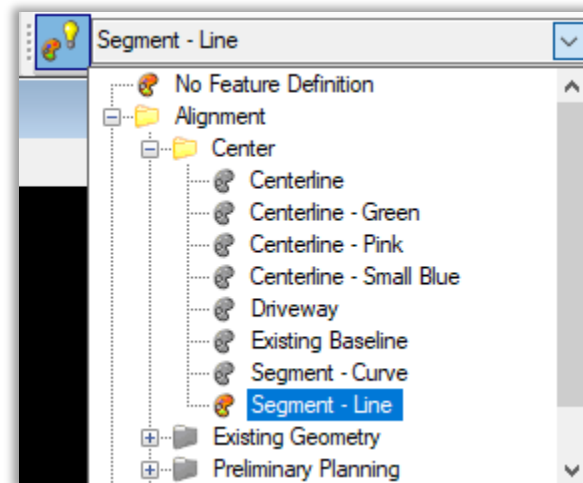 Segment - Line
No Feature Definition
Alignment
Center
Centerline
Centerline - Green
Centerline - Pink
Centerline - Small Blue
Driveway
Existing Baseline
Segment - Curve
Segment - Line
Existing Geometry
Preliminary Planning